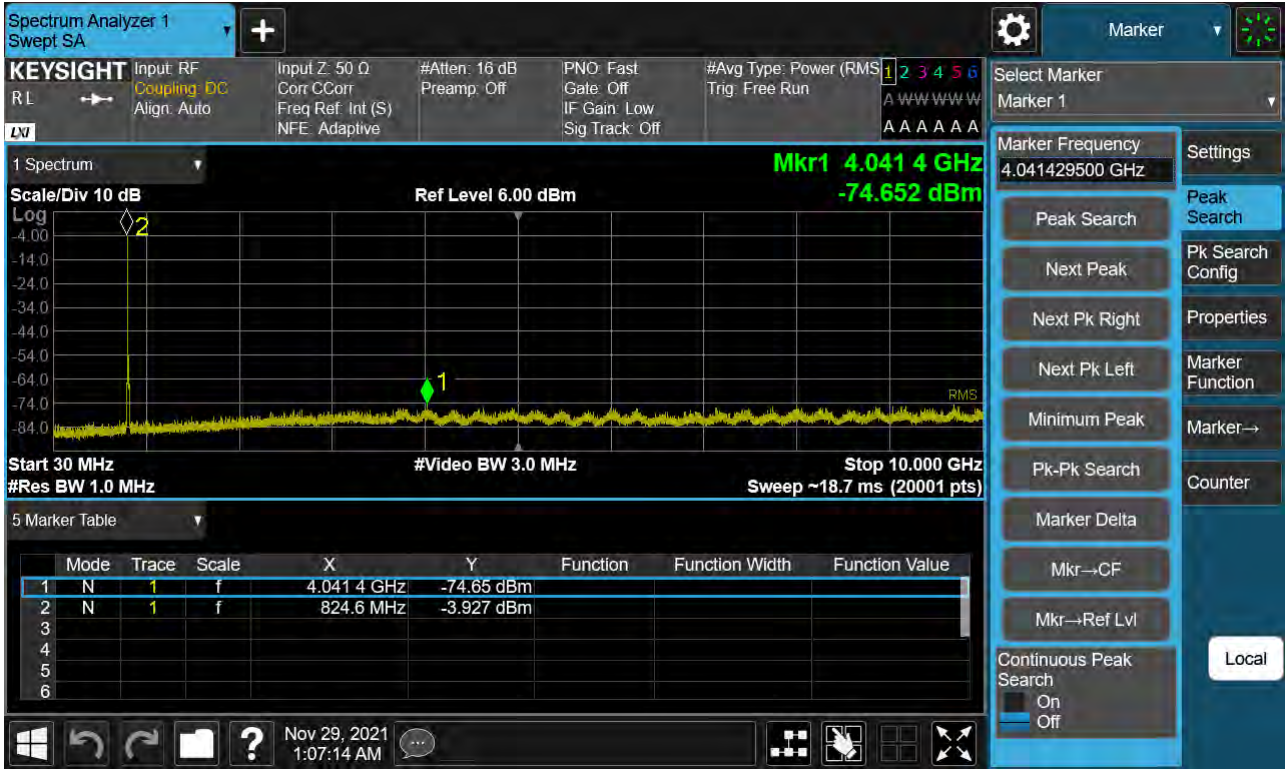 Spectrum Analyzer 1
Swept SA
+
Marker
KEYSIGHT
RL
LXI
Input: RF
Coupling: DC
Align: Auto
Input Z: 50 Ω
Corr CCorr
Freq Ref: Int (S)
NFE: Adaptive
#Atten: 16 dB
Preamp: Off
PNO: Fast
Gate: Off
IF Gain: Low
Sig Track: Off
#Avg Type: Power (RMS
Trig: Free Run
1 2 3 4 5 6
A W W W W W
A A A A A A
Select Marker
Marker 1
1 Spectrum
Scale/Div 10 dB
Ref Level 6.00 dBm
Mkr1 4.041 4 GHz
-74.652 dBm
Log
-4.00
-14.0
-24.0
-34.0
-44.0
-54.0
-64.0
-74.0
-84.0
2
1
RMS
Start 30 MHz
#Video BW 3.0 MHz
Stop 10.000 GHz
#Res BW 1.0 MHz
Sweep ~18.7 ms (20001 pts)
5 Marker Table
Mode Trace Scale X Y Function Function Width Function Value
1 N 1 f 4.041 4 GHz -74.65 dBm
2 N 1 f 824.6 MHz -3.927 dBm
3
4
5
6
Marker Frequency
4.041429500 GHz
Peak Search
Next Peak
Next Pk Right
Next Pk Left
Minimum Peak
Pk-Pk Search
Marker Delta
Mkr→CF
Mkr→Ref Lvl
Continuous Peak
Search
On
Off
Settings
Peak
Search
Pk Search
Config
Properties
Marker
Function
Marker→
Counter
Local
?
Nov 29, 2021
1:07:14 AM